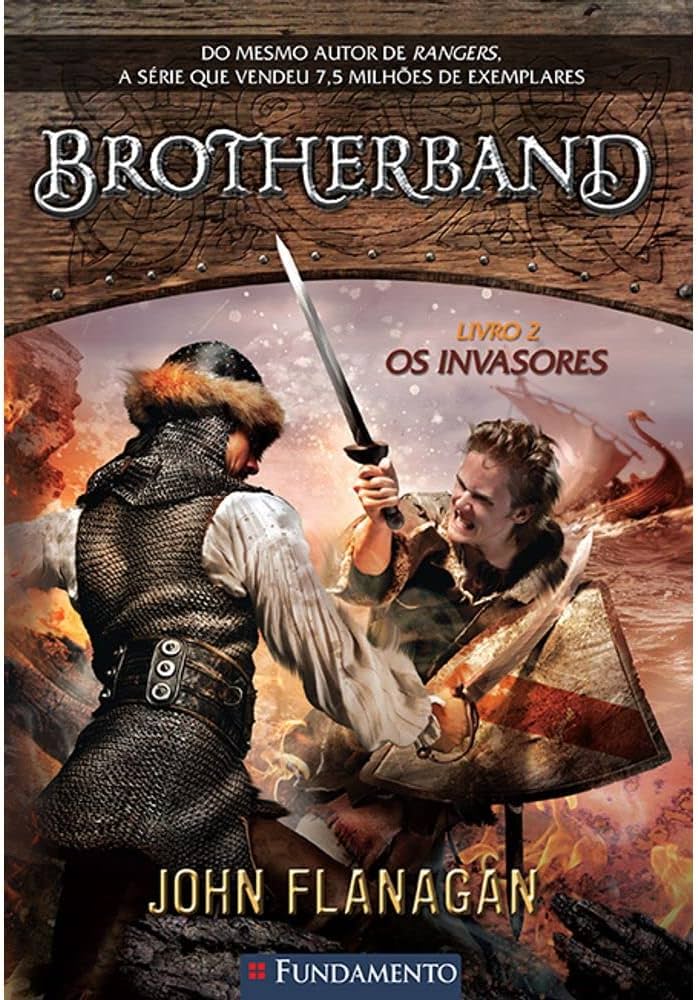 DO MESMO AUTOR DE RANGERS,
A SÉRIE QUE VENDEU 7,5 MILHÕES DE EXEMPLARES
BROTHERBAND
LIVRO 2
OS INVASORES
JOHN FLANAGAN
FUNDAMENTO